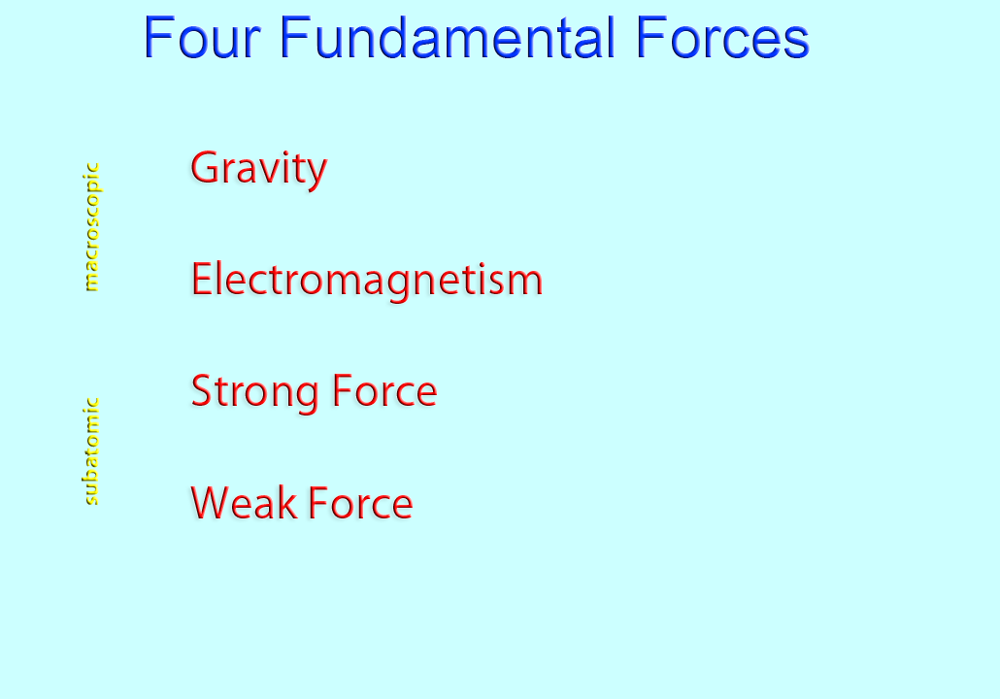 Four Fundamental Forces
macroscopic
Gravity
Electromagnetism
subatomic
Strong Force
Weak Force